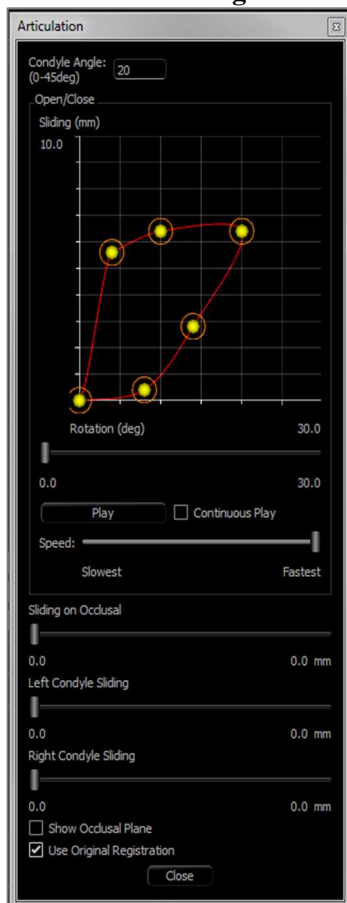 Articulation
Condyle Angle:
(0-45deg)
20
Open/Close
Sliding (mm)
10.0
Rotation (deg)
30.0
0.0
30.0
Play
Continuous Play
Speed:
Slowest
Fastest
Sliding on Occlusal
0.0
0.0 mm
Left Condyle Sliding
0.0
0.0 mm
Right Condyle Sliding
0.0
0.0 mm
Show Occlusal Plane
Use Original Registration
Close